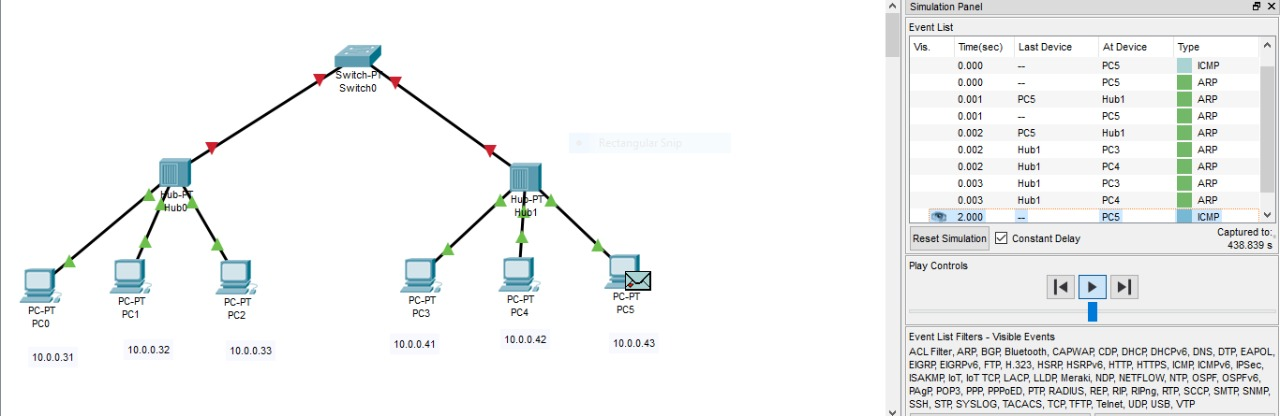 Simulation Panel
Event List
Vis. Time(sec) Last Device At Device Type
0.000 -- PC5 ICMP
0.000 -- PC5 ARP
0.001 PC5 Hub1 ARP
0.001 -- PC5 ARP
0.002 PC5 Hub1 ARP
0.002 Hub1 PC3 ARP
0.002 Hub1 PC4 ARP
0.003 Hub1 PC3 ARP
0.003 Hub1 PC4 ARP
2.000 -- PC5 ICMP
Reset Simulation Constant Delay
Captured to:
438.839 s
Play Controls
Event List Filters - Visible Events
ACL Filter, ARP, BGP, Bluetooth, CAPWAP, CDP, DHCP, DHCPv6, DNS, DTP, EAPOL,
EIGRP, EIGRPv6, FTP, H.323, HSRP, HSRPv6, HTTP, HTTPS, ICMP, ICMPv6, IPSec,
ISAKMP, IoT, IoT TCP, LACP, LLDP, Meraki, NDP, NETFLOW, NTP, OSPF, OSPFv6,
PAgP, POP3, PPP, PPPoED, PTP, RADIUS, REP, RIP, RIPng, RTP, SCCP, SMTP, SNMP,
SSH, STP, SYSLOG, TACACS, TCP, TFTP, Telnet, UDP, USB, VTP
Switch-PT
Switch0
Rectangular Snip
Hub-PT
Hub0
Hub-PT
Hub1
PC-PT
PC0
PC-PT
PC1
PC-PT
PC2
PC-PT
PC3
PC-PT
PC4
PC-PT
PC5
10.0.0.31
10.0.0.32
10.0.0.33
10.0.0.41
10.0.0.42
10.0.0.43